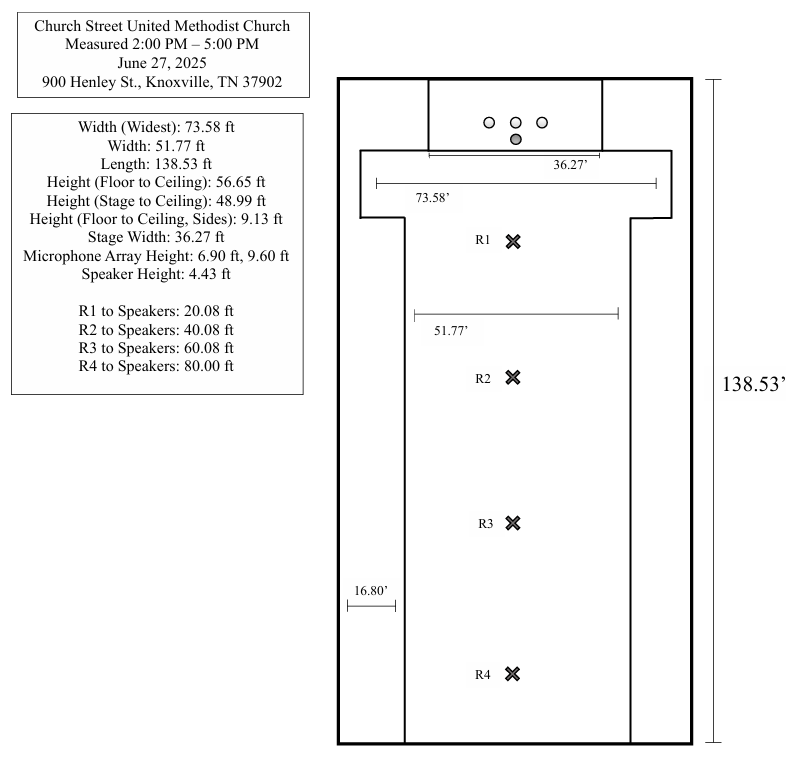 Church Street United Methodist Church
Measured 2:00 PM – 5:00 PM
June 27, 2025
900 Henley St., Knoxville, TN 37902
Width (Widest): 73.58 ft
Width: 51.77 ft
Length: 138.53 ft
Height (Floor to Ceiling): 56.65 ft
Height (Stage to Ceiling): 48.99 ft
Height (Floor to Ceiling, Sides): 9.13 ft
Stage Width: 36.27 ft
Microphone Array Height: 6.90 ft, 9.60 ft
Speaker Height: 4.43 ft
R1 to Speakers: 20.08 ft
R2 to Speakers: 40.08 ft
R3 to Speakers: 60.08 ft
R4 to Speakers: 80.00 ft
36.27’
73.58’
R1
51.77’
R2
138.53’
R3
16.80’
R4